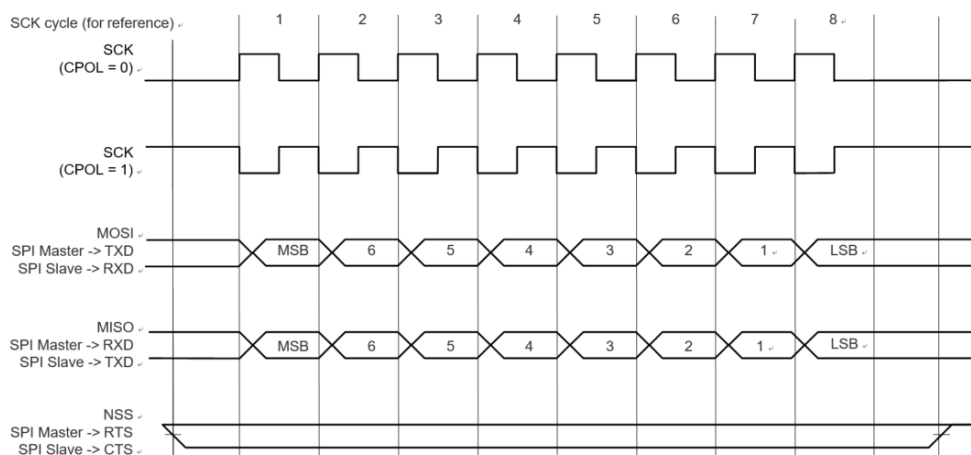 SCK cycle (for reference) 1 2 3 4 5 6 7 8
SCK
(CPOL = 0)
SCK
(CPOL = 1)
MOSI
SPI Master -> TXD
SPI Slave -> RXD
MSB 6 5 4 3 2 1 LSB
MISO
SPI Master -> RXD
SPI Slave -> TXD
MSB 6 5 4 3 2 1 LSB
NSS
SPI Master -> RTS
SPI Slave -> CTS